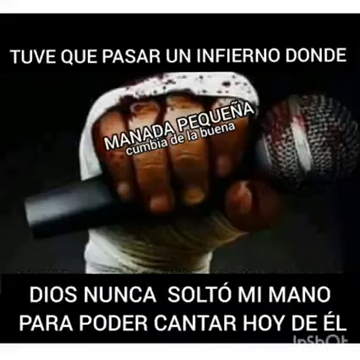 TUVE QUE PASAR UN INFIERNO DONDE
MANADA PEQUEÑA
cumbia de la buena
DIOS NUNCA SOLTÓ MI MANO
PARA PODER CANTAR HOY DE ÉL
InShOt